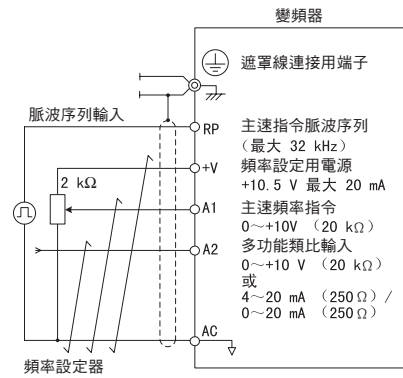 變頻器
遮罩線連接用端子
脈波序列輸入
RP
主速指令脈波序列
（最大 32 kHz）
+V
頻率設定用電源
+10.5 V 最大 20 mA
2 kΩ
A1
主速頻率指令
0～+10V （20 kΩ）
A2
多功能類比輸入
0～+10 V （20 kΩ）
或
4～20 mA （250Ω）/
0～20 mA （250Ω）
AC
頻率設定器